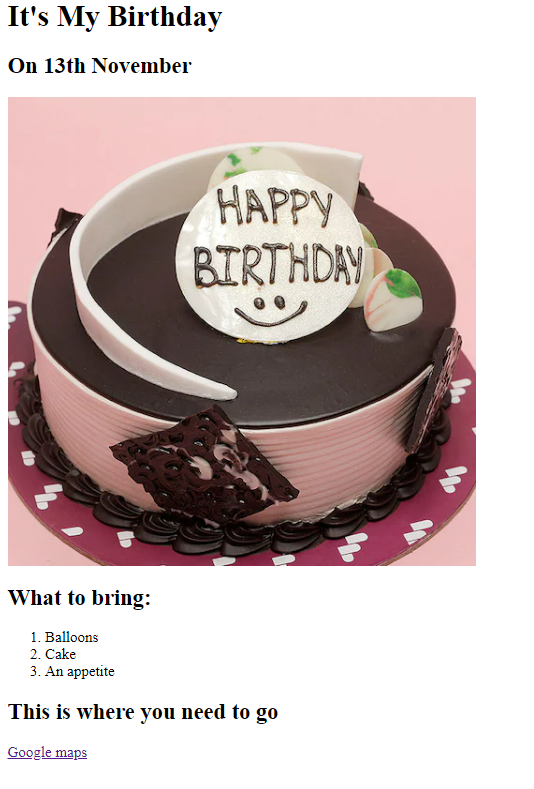 It's My Birthday
On 13th November
HAPPY
BIRTHDAY
What to bring:
1. Balloons
2. Cake
3. An appetite
This is where you need to go
Google maps